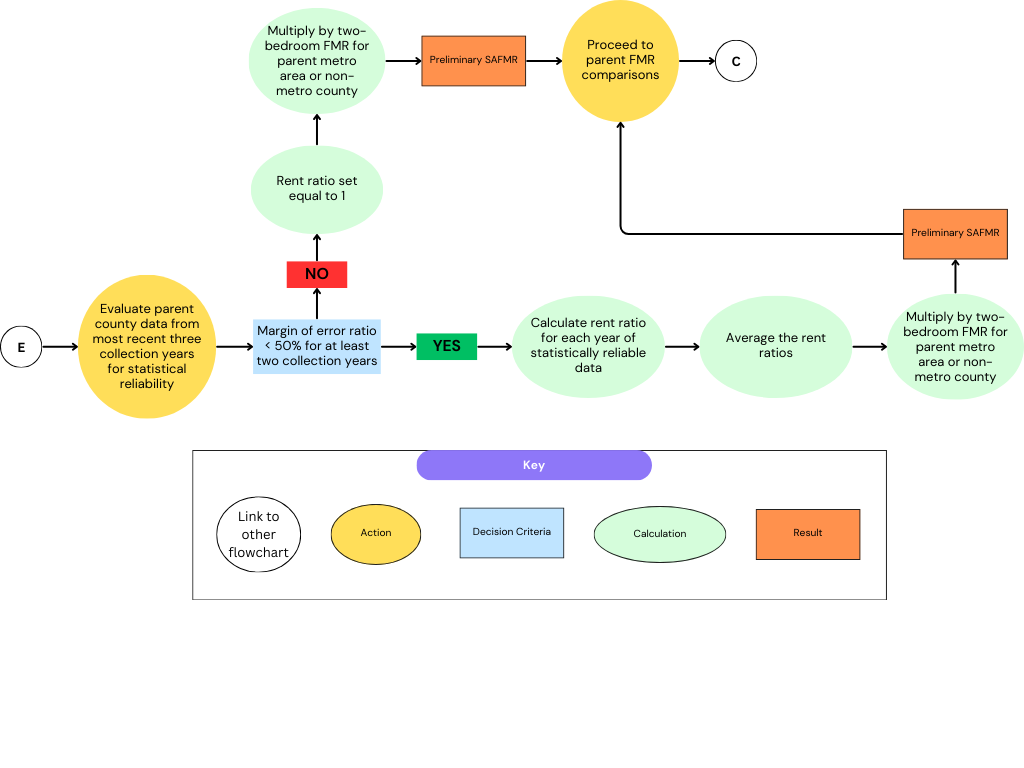 Multiply by two-
bedroom FMR for
parent metro
area or non-
metro county
Preliminary SAFMR
Proceed to
parent FMR
comparisons
C
Rent ratio set
equal to 1
Preliminary SAFMR
NO
E
Evaluate parent
county data from
most recent three
collection years
for statistical
reliability
Margin of error ratio
< 50% for at least
two collection years
YES
Calculate rent ratio
for each year of
statistically reliable
data
Average the rent
ratios
Multiply by two-
bedroom FMR for
parent metro
area or non-
metro county
Key
Link to
other
flowchart
Action
Decision Criteria
Calculation
Result